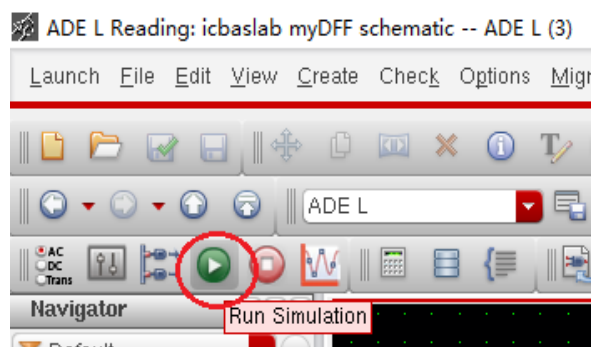 ADE L Reading: icbaslab myDFF schematic -- ADE L (3)
Launch File Edit View Create Check Options Migr
ADE L
AC
DC
Trans
Navigator
Run Simulation
Default